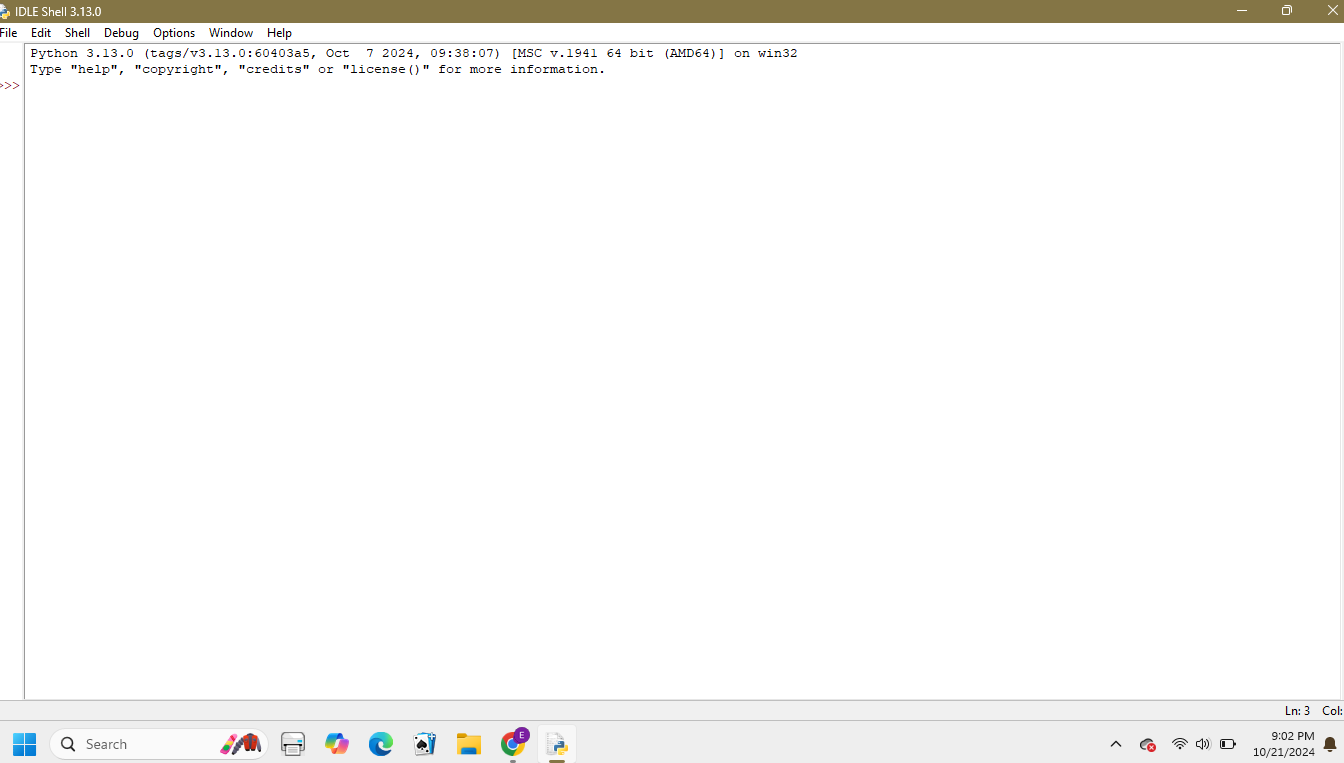 IDLE Shell 3.13.0
File Edit Shell Debug Options Window Help
Python 3.13.0 (tags/v3.13.0:60403a5, Oct  7 2024, 09:38:07) [MSC v.1941 64 bit (AMD64)] on win32
Type "help", "copyright", "credits" or "license()" for more information.
>>>
Ln: 3 Col:
Search
E
9:02 PM
10/21/2024